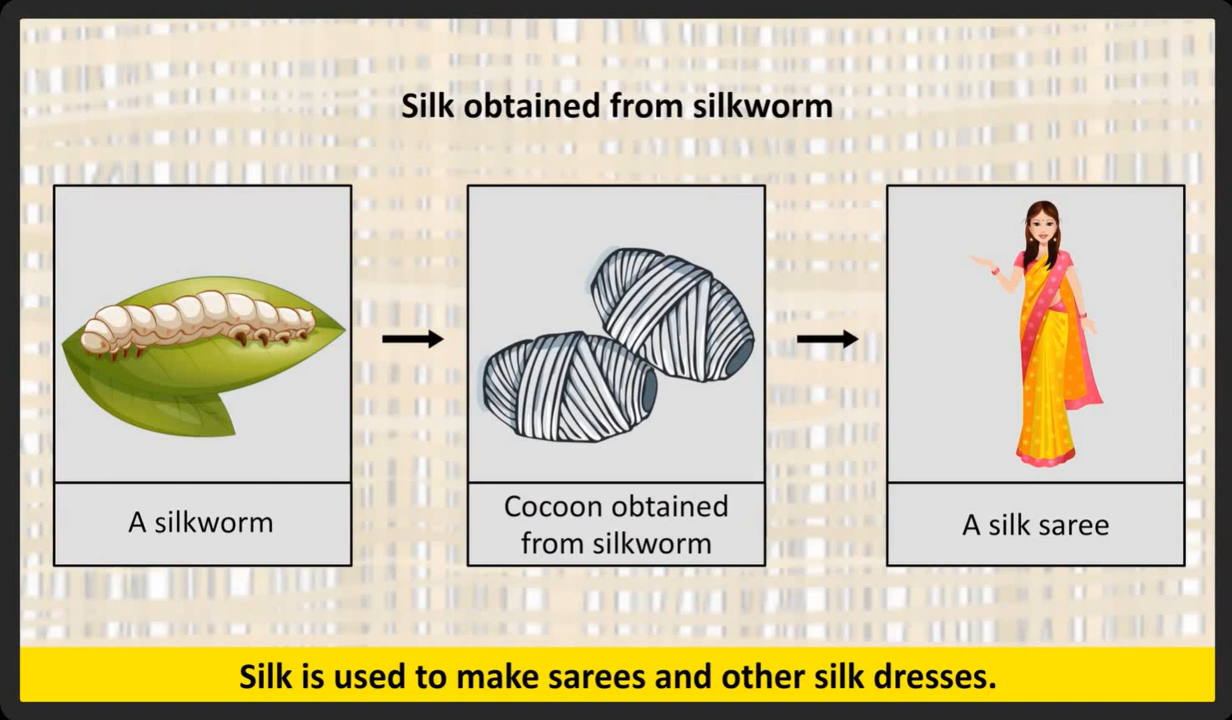 Silk obtained from silkworm
A silkworm
Cocoon obtained
from silkworm
A silk saree
Silk is used to make sarees and other silk dresses.